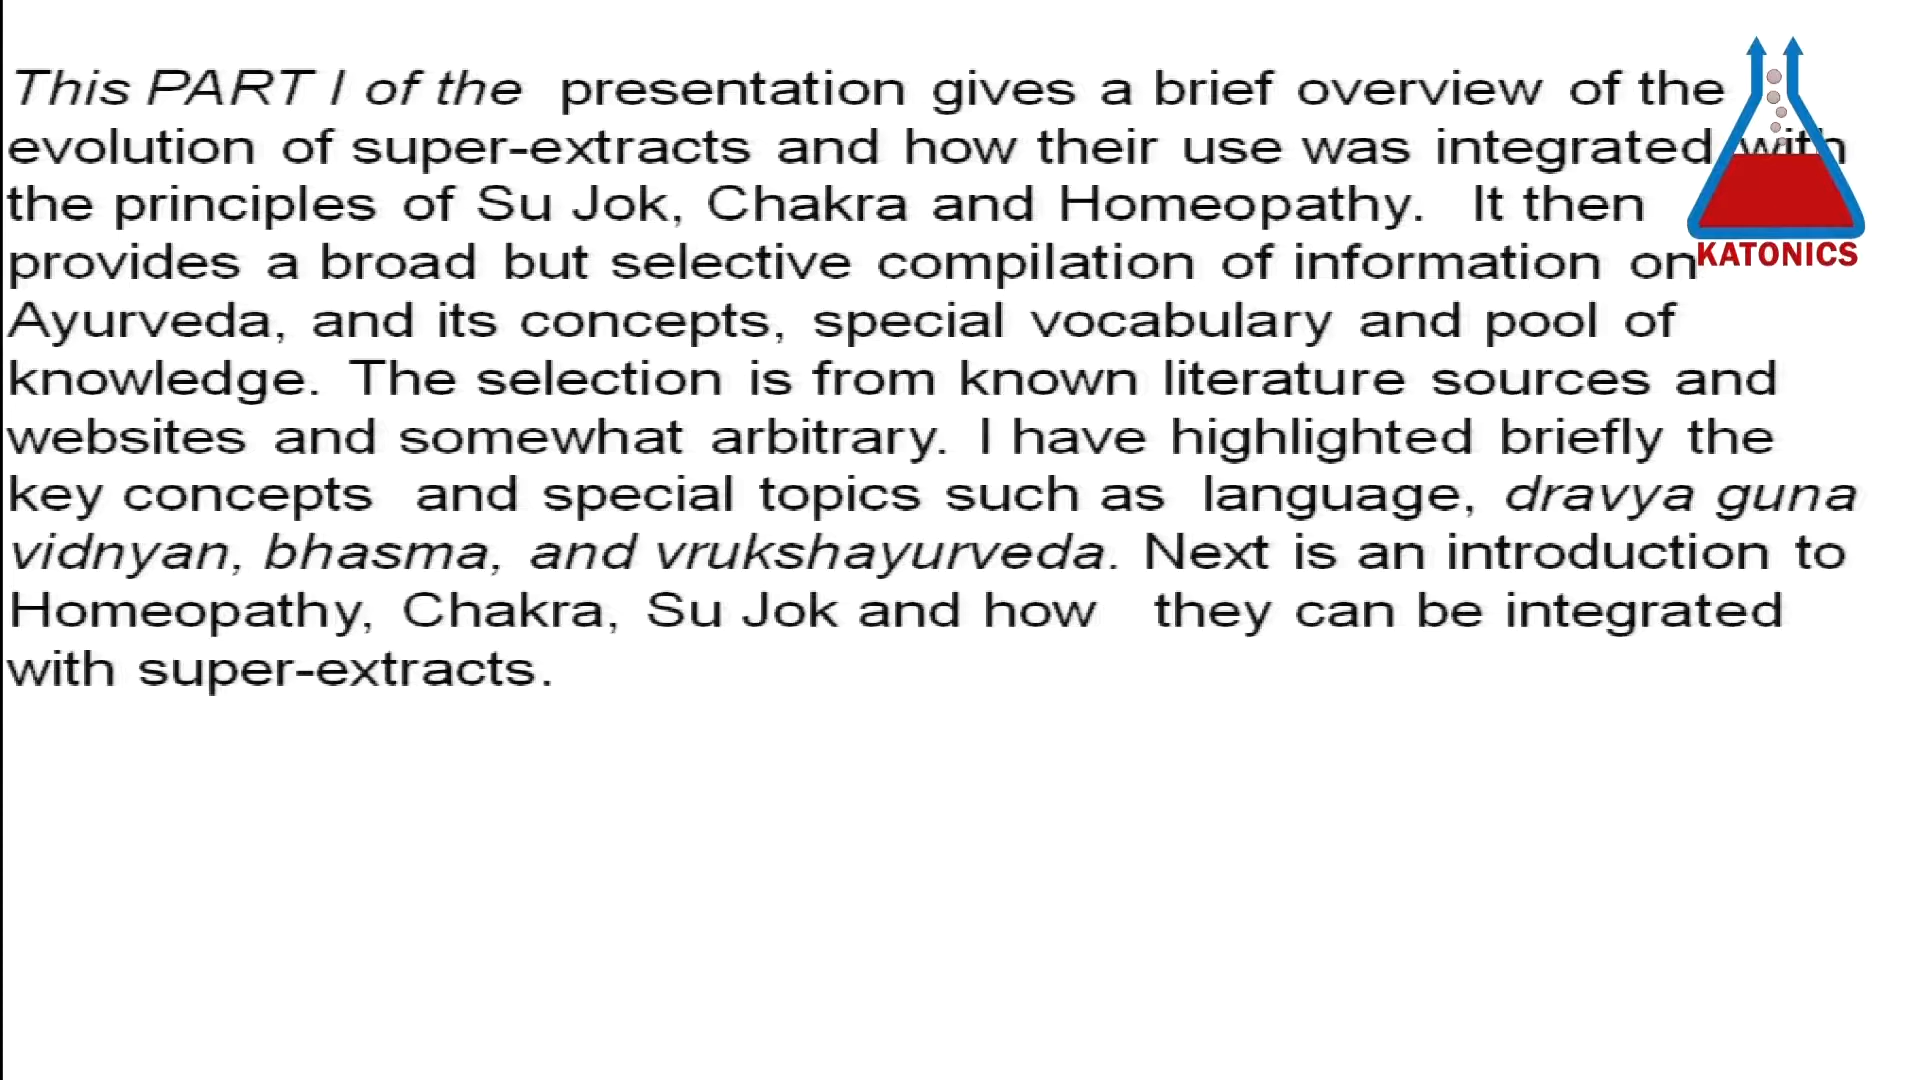 This PART I of the presentation gives a brief overview of the
evolution of super-extracts and how their use was integrated with
the principles of Su Jok, Chakra and Homeopathy. It then
provides a broad but selective compilation of information on
KATONICS
Ayurveda, and its concepts, special vocabulary and pool of
knowledge. The selection is from known literature sources and
websites and somewhat arbitrary. I have highlighted briefly the
key concepts and special topics such as language, dravya guna
vidnyan, bhasma, and vrukshayurveda. Next is an introduction to
Homeopathy, Chakra, Su Jok and how they can be integrated
with super-extracts.